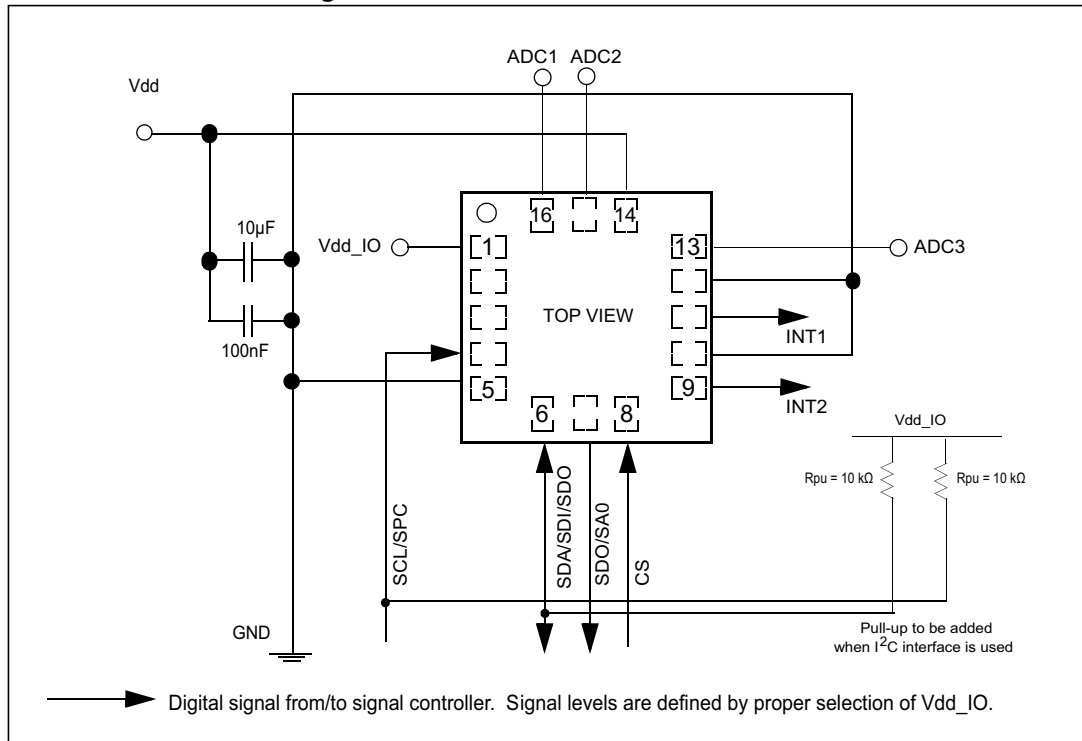 ADC1 ADC2
Vdd
16 14
10µF
Vdd_IO
1
13
ADC3
TOP VIEW
INT1
100nF
5
9
INT2
6
8
Vdd_IO
Rpu = 10 kΩ
Rpu = 10 kΩ
SCL/SPC
SDA/SDI/SDO
SDO/SA0
CS
GND
Pull-up to be added
when I²C interface is used
Digital signal from/to signal controller. Signal levels are defined by proper selection of Vdd_IO.